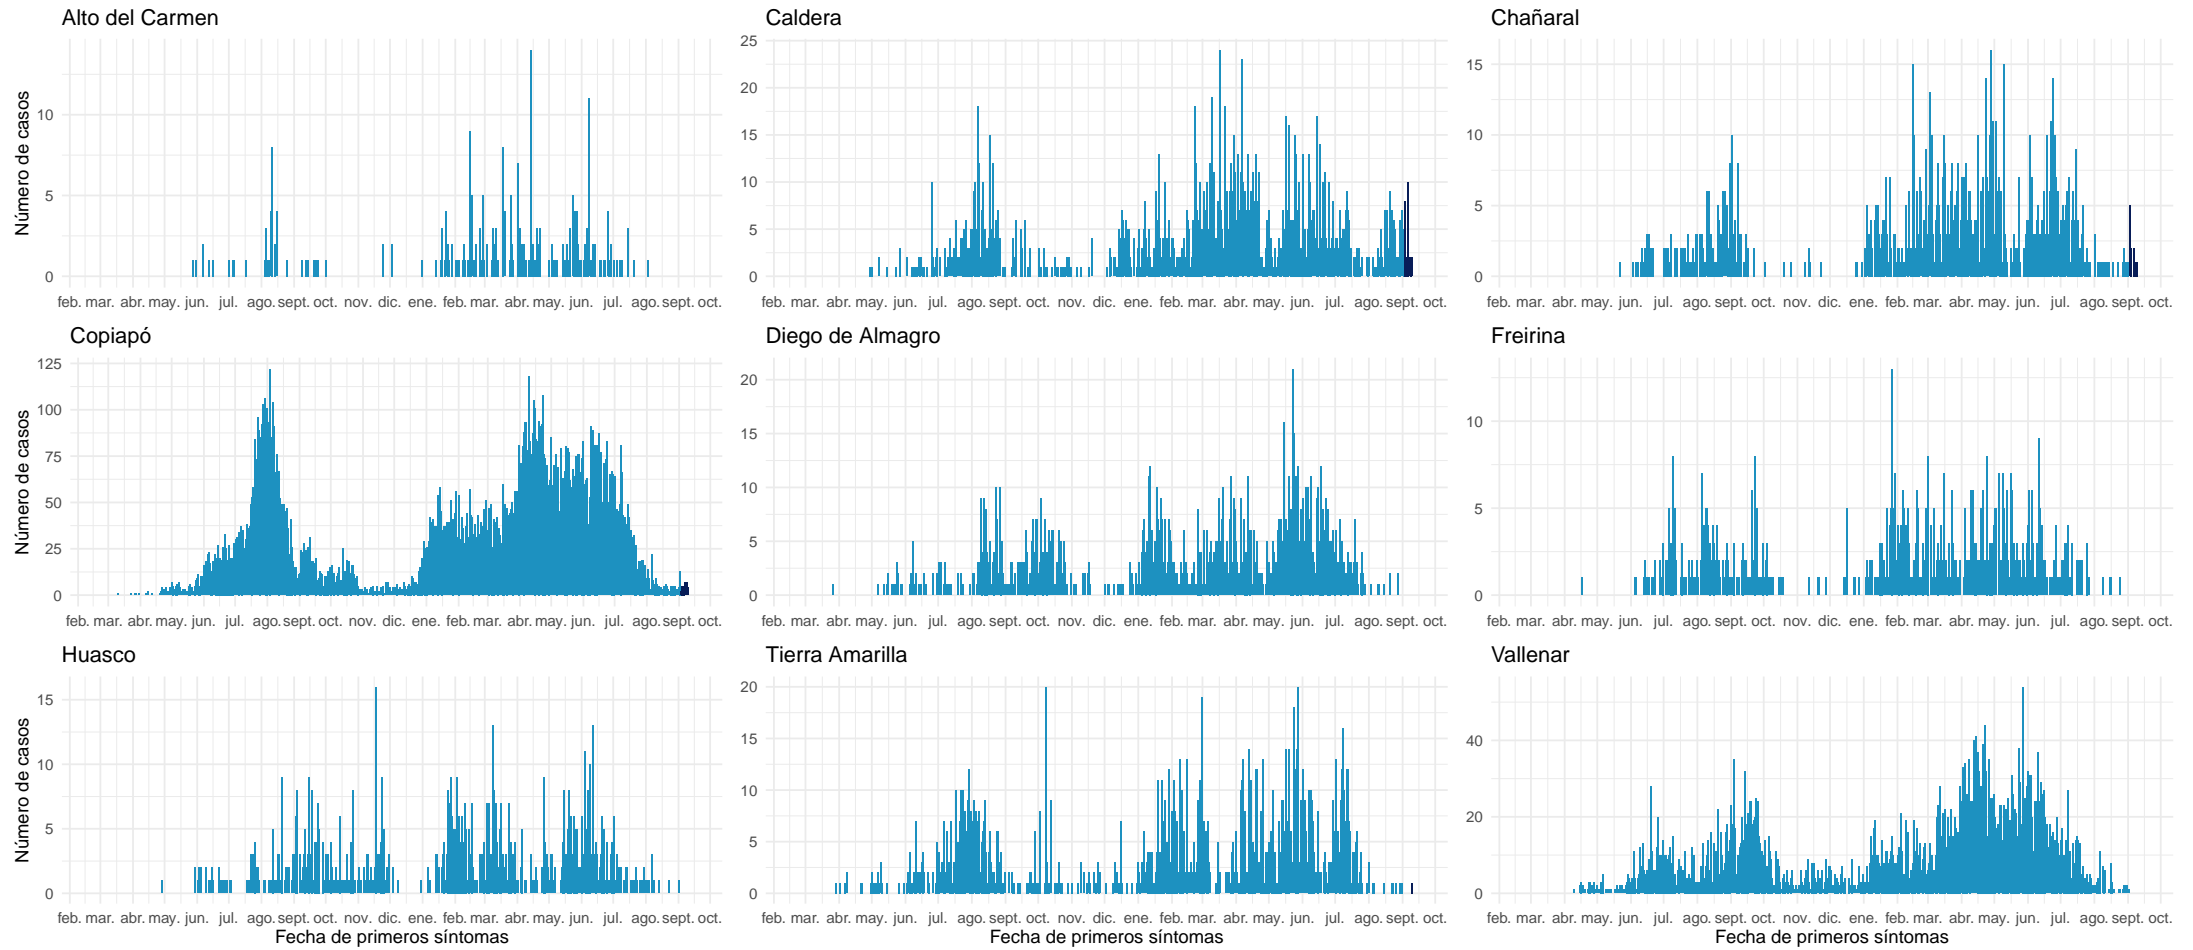 Alto del Carmen
Caldera
Chañaral
Número de casos
10
5
0
25
20
15
10
5
0
15
10
5
0
feb. mar. abr. may. jun. jul. ago. sept. oct. nov. dic. ene. feb. mar. abr. may. jun. jul. ago. sept. oct.
feb. mar. abr. may. jun. jul. ago. sept. oct. nov. dic. ene. feb. mar. abr. may. jun. jul. ago. sept. oct.
feb. mar. abr. may. jun. jul. ago. sept. oct. nov. dic. ene. feb. mar. abr. may. jun. jul. ago. sept. oct.
Copiapó
Diego de Almagro
Freirina
Número de casos
125
100
75
50
25
0
20
15
10
5
0
10
5
0
feb. mar. abr. may. jun. jul. ago. sept. oct. nov. dic. ene. feb. mar. abr. may. jun. jul. ago. sept. oct.
feb. mar. abr. may. jun. jul. ago. sept. oct. nov. dic. ene. feb. mar. abr. may. jun. jul. ago. sept. oct.
feb. mar. abr. may. jun. jul. ago. sept. oct. nov. dic. ene. feb. mar. abr. may. jun. jul. ago. sept. oct.
Huasco
Tierra Amarilla
Vallenar
Número de casos
15
10
5
0
20
15
10
5
0
40
20
0
feb. mar. abr. may. jun. jul. ago. sept. oct. nov. dic. ene. feb. mar. abr. may. jun. jul. ago. sept. oct.
feb. mar. abr. may. jun. jul. ago. sept. oct. nov. dic. ene. feb. mar. abr. may. jun. jul. ago. sept. oct.
feb. mar. abr. may. jun. jul. ago. sept. oct. nov. dic. ene. feb. mar. abr. may. jun. jul. ago. sept. oct.
Fecha de primeros síntomas
Fecha de primeros síntomas
Fecha de primeros síntomas